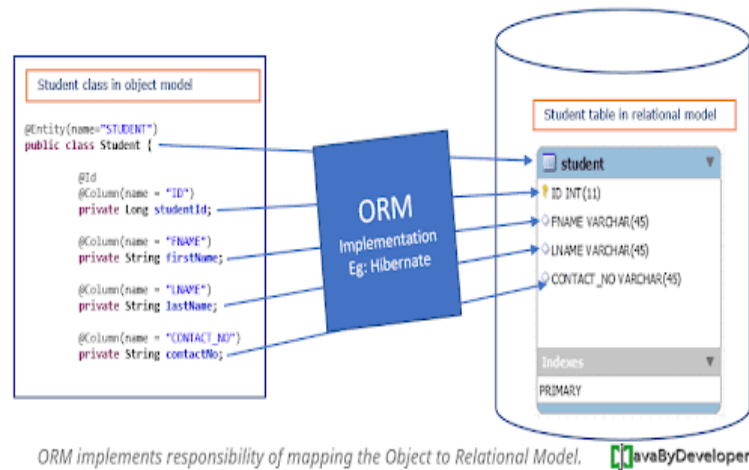 Student class in object model
@Entity(name="STUDENT")
public class Student {
@Id
@Column(name = "ID")
private Long studentId;
@Column(name = "FNAME")
private String firstName;
@Column(name = "LNAME")
private String lastName;
@Column(name = "CONTACT_NO")
private String contactNo;
ORM
Implementation
Eg: Hibernate
Student table in relational model
student
ID INT(11)
FNAME VARCHAR(45)
LNAME VARCHAR(45)
CONTACT_NO VARCHAR(45)
Indexes
PRIMARY
ORM implements responsibility of mapping the Object to Relational Model.
JavaByDeveloper